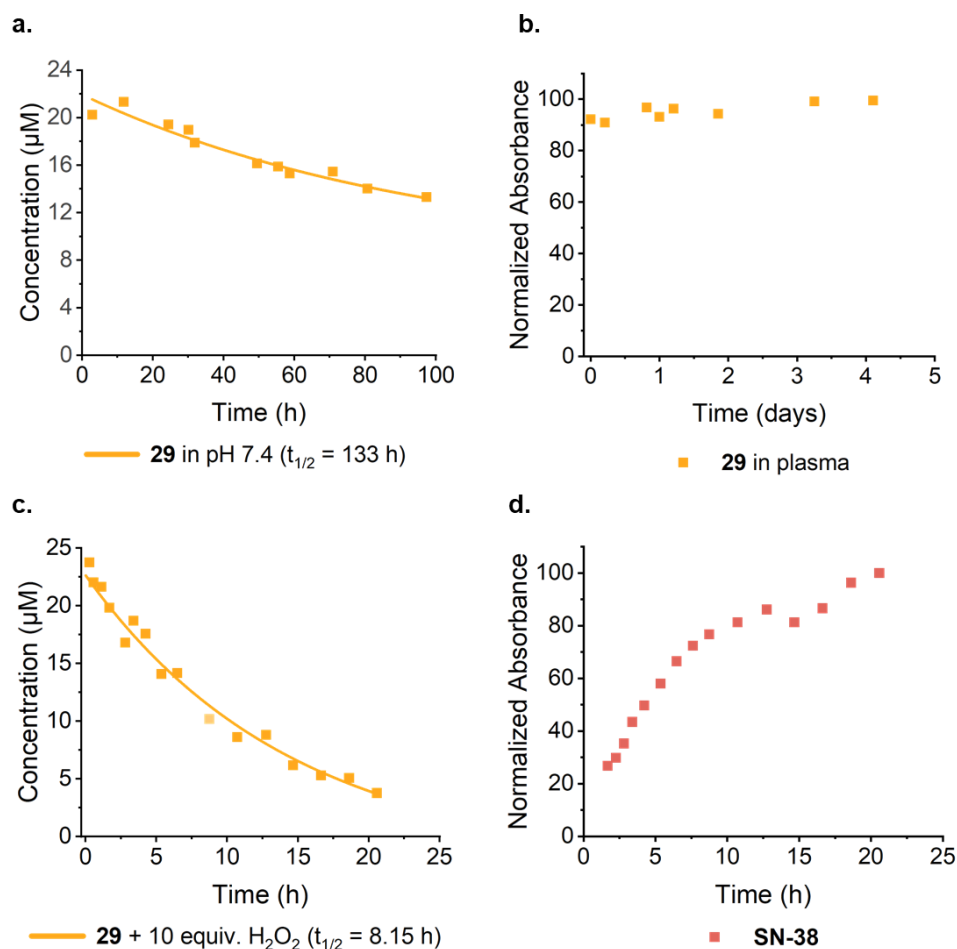 a.
Concentration (µM)
24
20
16
12
8
4
0
0 20 40 60 80 100
Time (h)
29 in pH 7.4 (t1/2 = 133 h)
b.
Normalized Absorbance
100
80
60
40
20
0
0 1 2 3 4 5
Time (days)
29 in plasma
c.
Concentration (µM)
25
20
15
10
5
0
0 5 10 15 20 25
Time (h)
29 + 10 equiv. H2O2 (t1/2 = 8.15 h)
d.
Normalized Absorbance
100
80
60
40
20
0
0 5 10 15 20 25
Time (h)
SN-38